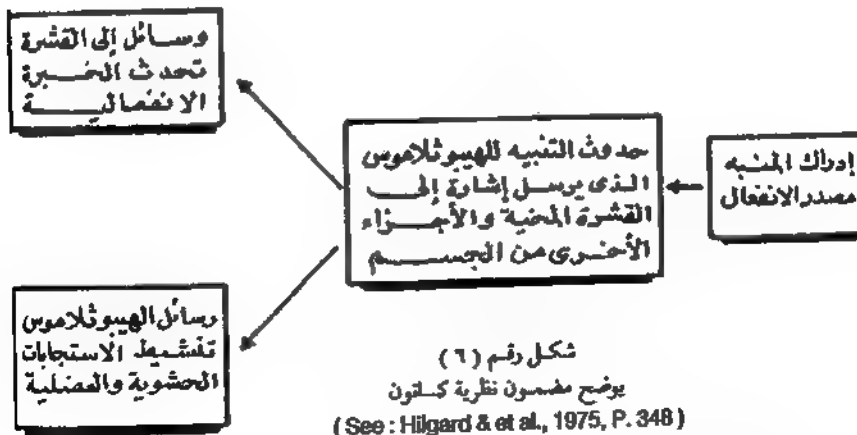 إدراك المنبه
مصدر الانفعال
حدوث التنبيه للهيبوثلاموس
الذى يرسل إشارة إلى
القشرة المخية والأجزاء
الأخرى من الجسم
وسائل إلى القشرة
تحدث الخبرة
الانفعالية
رسائل الهيبوثلاموس
تنشيط الاستجابات
الحشوية والعضلية
شكل رقم (٦)
يوضح مضمون نظرية كانون
(See : Hilgard & et al., 1975, P. 348)